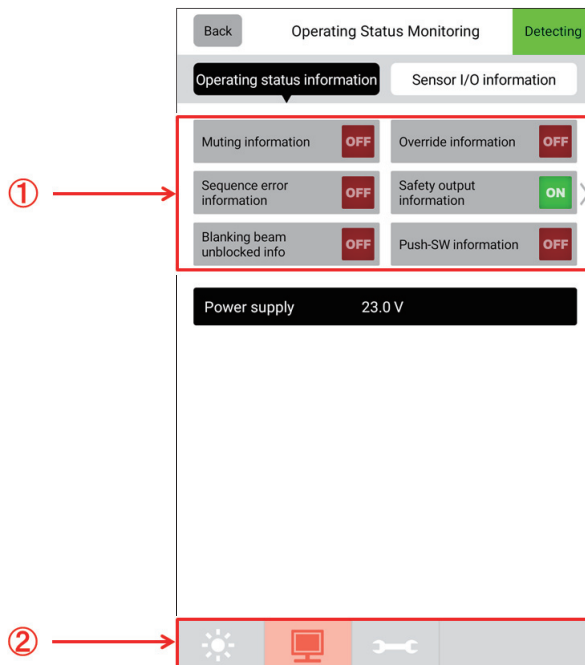 Back Operating Status Monitoring Detecting
Operating status information Sensor I/O information
①
Muting information OFF Override information OFF
Sequence error
information OFF
Safety output
information ON
Blanking beam
unblocked info OFF
Push-SW information OFF
Power supply 23.0 V
②